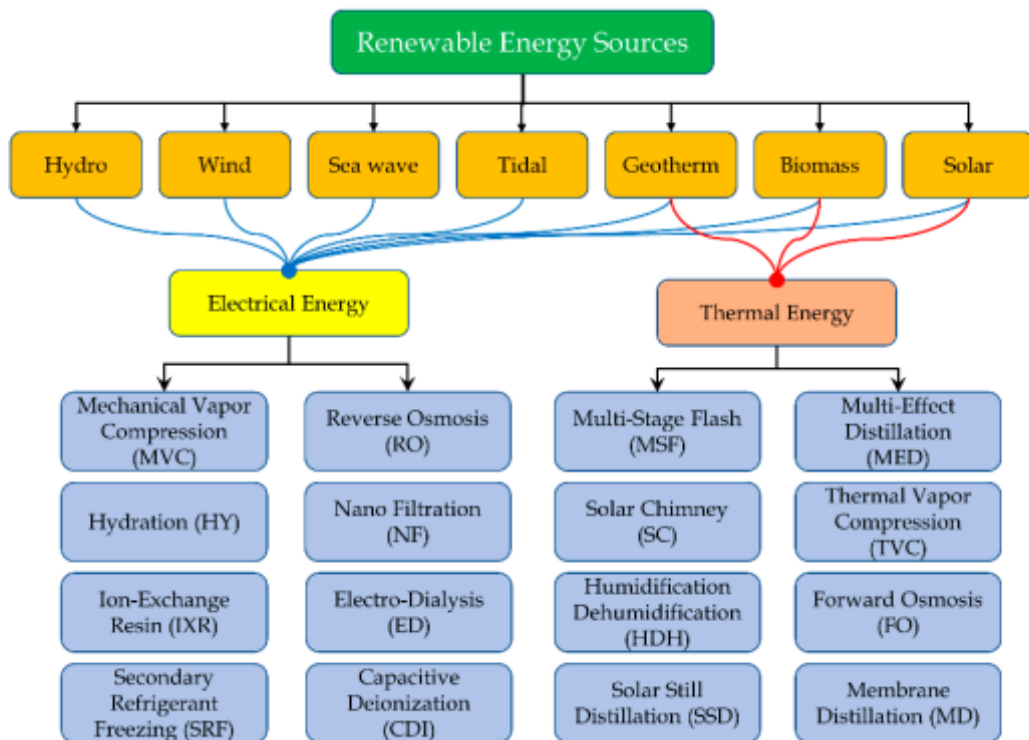 Renewable Energy Sources
Hydro
Wind
Sea wave
Tidal
Geotherm
Biomass
Solar
Electrical Energy
Thermal Energy
Mechanical Vapor
Compression
(MVC)
Reverse Osmosis
(RO)
Multi-Stage Flash
(MSF)
Multi-Effect
Distillation
(MED)
Hydration (HY)
Nano Filtration
(NF)
Solar Chimney
(SC)
Thermal Vapor
Compression
(TVC)
Ion-Exchange
Resin (IXR)
Electro-Dialysis
(ED)
Humidification
Dehumidification
(HDH)
Forward Osmosis
(FO)
Secondary
Refrigerant
Freezing (SRF)
Capacitive
Deionization
(CDI)
Solar Still
Distillation (SSD)
Membrane
Distillation (MD)